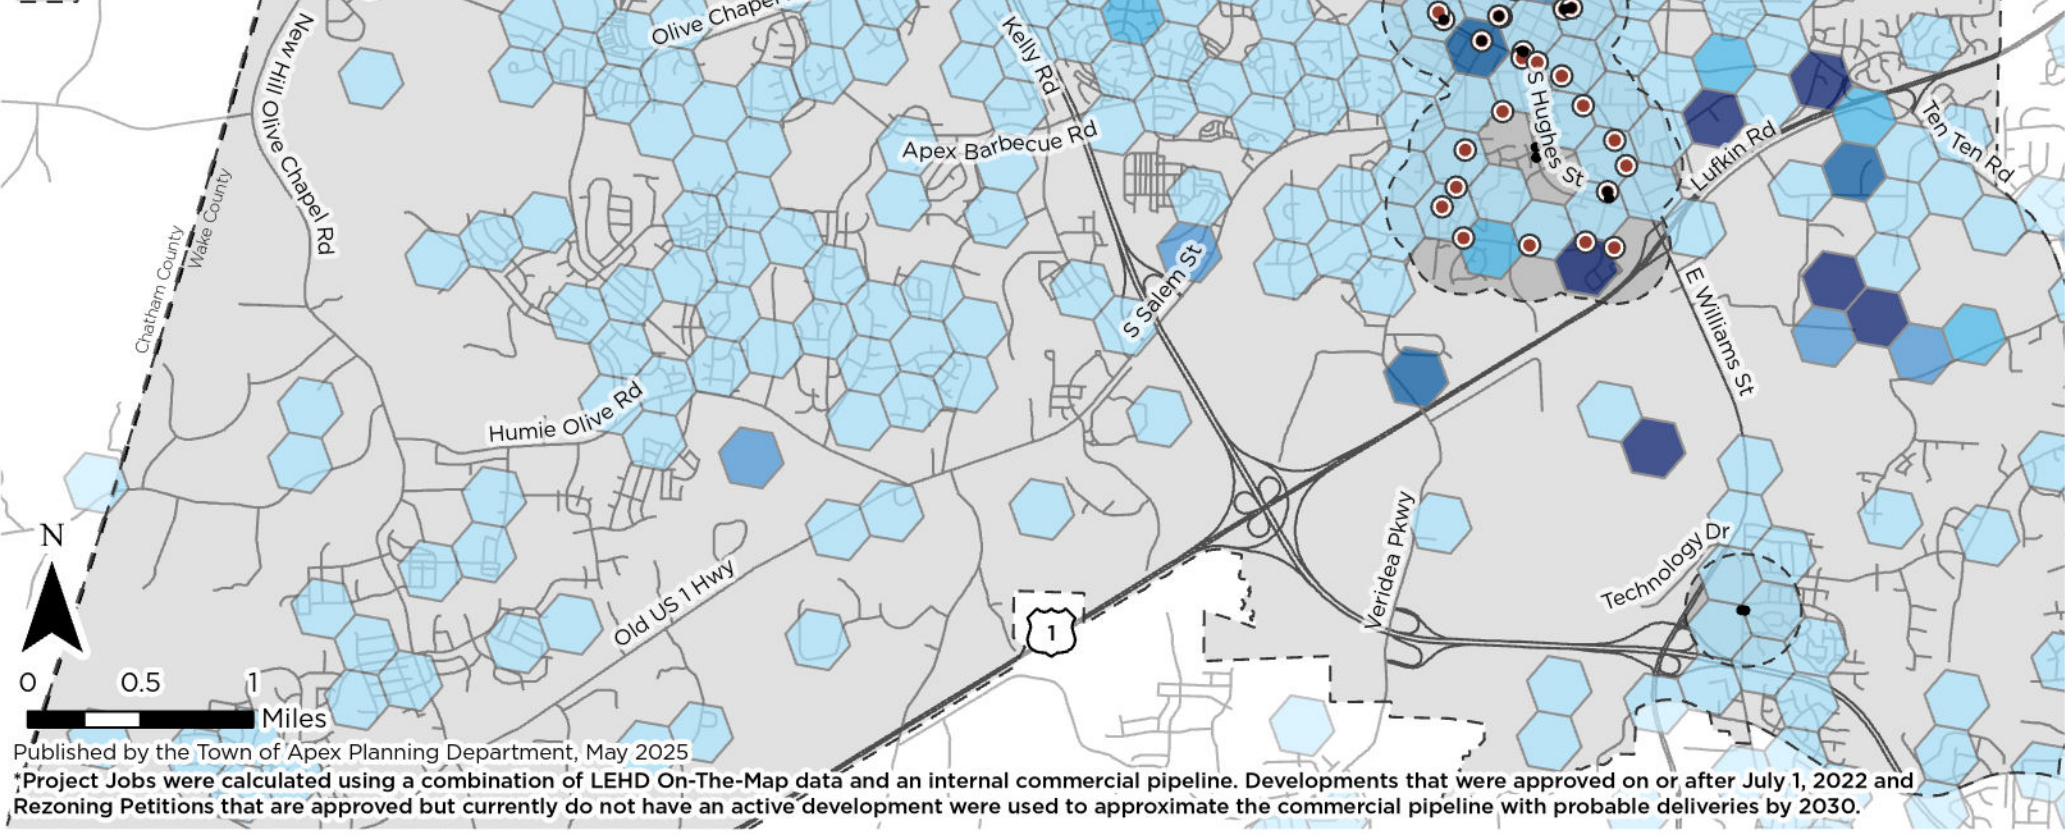 Olive Chapel
New Hill Olive Chapel Rd
Kelly Rd
Apex Barbecue Rd
S Hughes St
Lufkin Rd
Ten Ten Rd
Chatham County
Wake County
S Salem St
E Williams St
Humie Olive Rd
Old US 1 Hwy
Veridea Pkwy
Technology Dr
1
N
0 0.5 1
Miles
Published by the Town of Apex Planning Department, May 2025
*Project Jobs were calculated using a combination of LEHD On-The-Map data and an internal commercial pipeline. Developments that were approved on or after July 1, 2022 and
Rezoning Petitions that are approved but currently do not have an active development were used to approximate the commercial pipeline with probable deliveries by 2030.